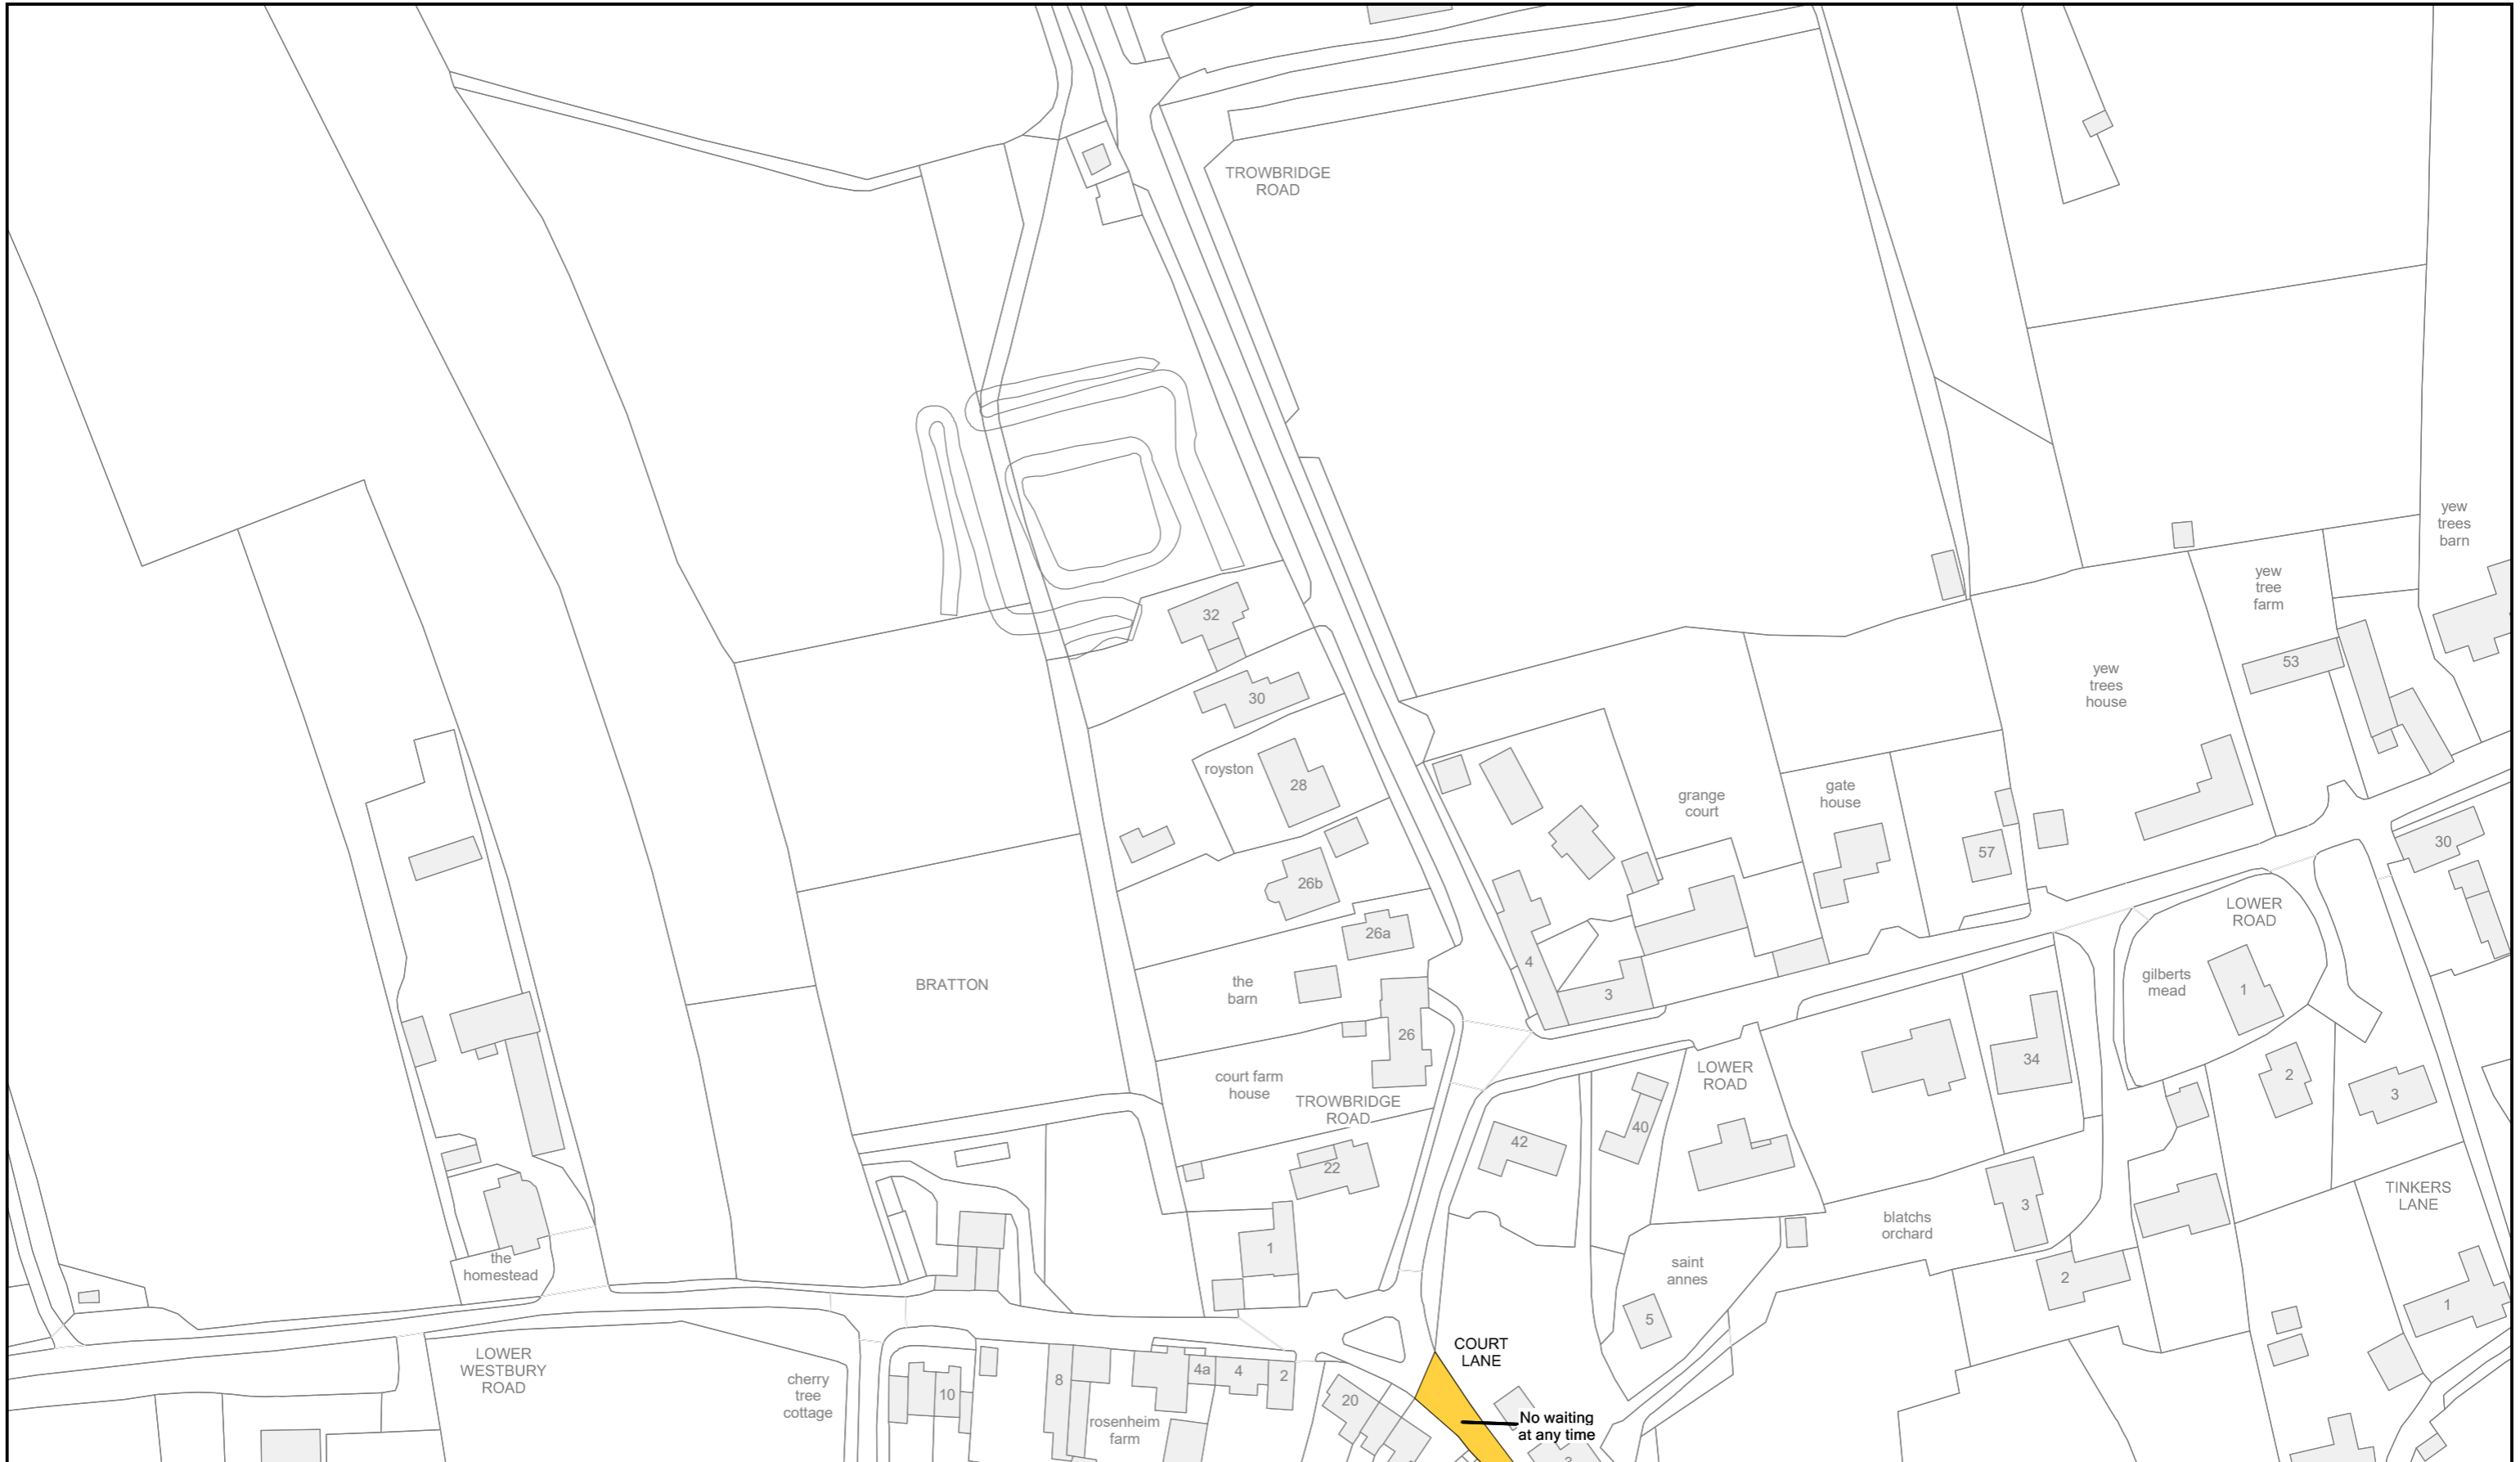 TROWBRIDGE
ROAD
yew
trees
barn
yew
tree
farm
32
53
yew
trees
house
30
royston
28
grange
court
gate
house
57
30
26b
LOWER
ROAD
26a
4
gilberts
mead
1
BRATTON
the
barn
3
26
34
LOWER
ROAD
2
3
court farm
house
TROWBRIDGE
ROAD
42
40
22
TINKERS
LANE
3
blatchs
orchard
1
the
homestead
saint
annes
2
1
5
COURT
LANE
LOWER
WESTBURY
ROAD
cherry
tree
cottage
10
8
4a
4
2
20
rosenheim
farm
No waiting
at any time